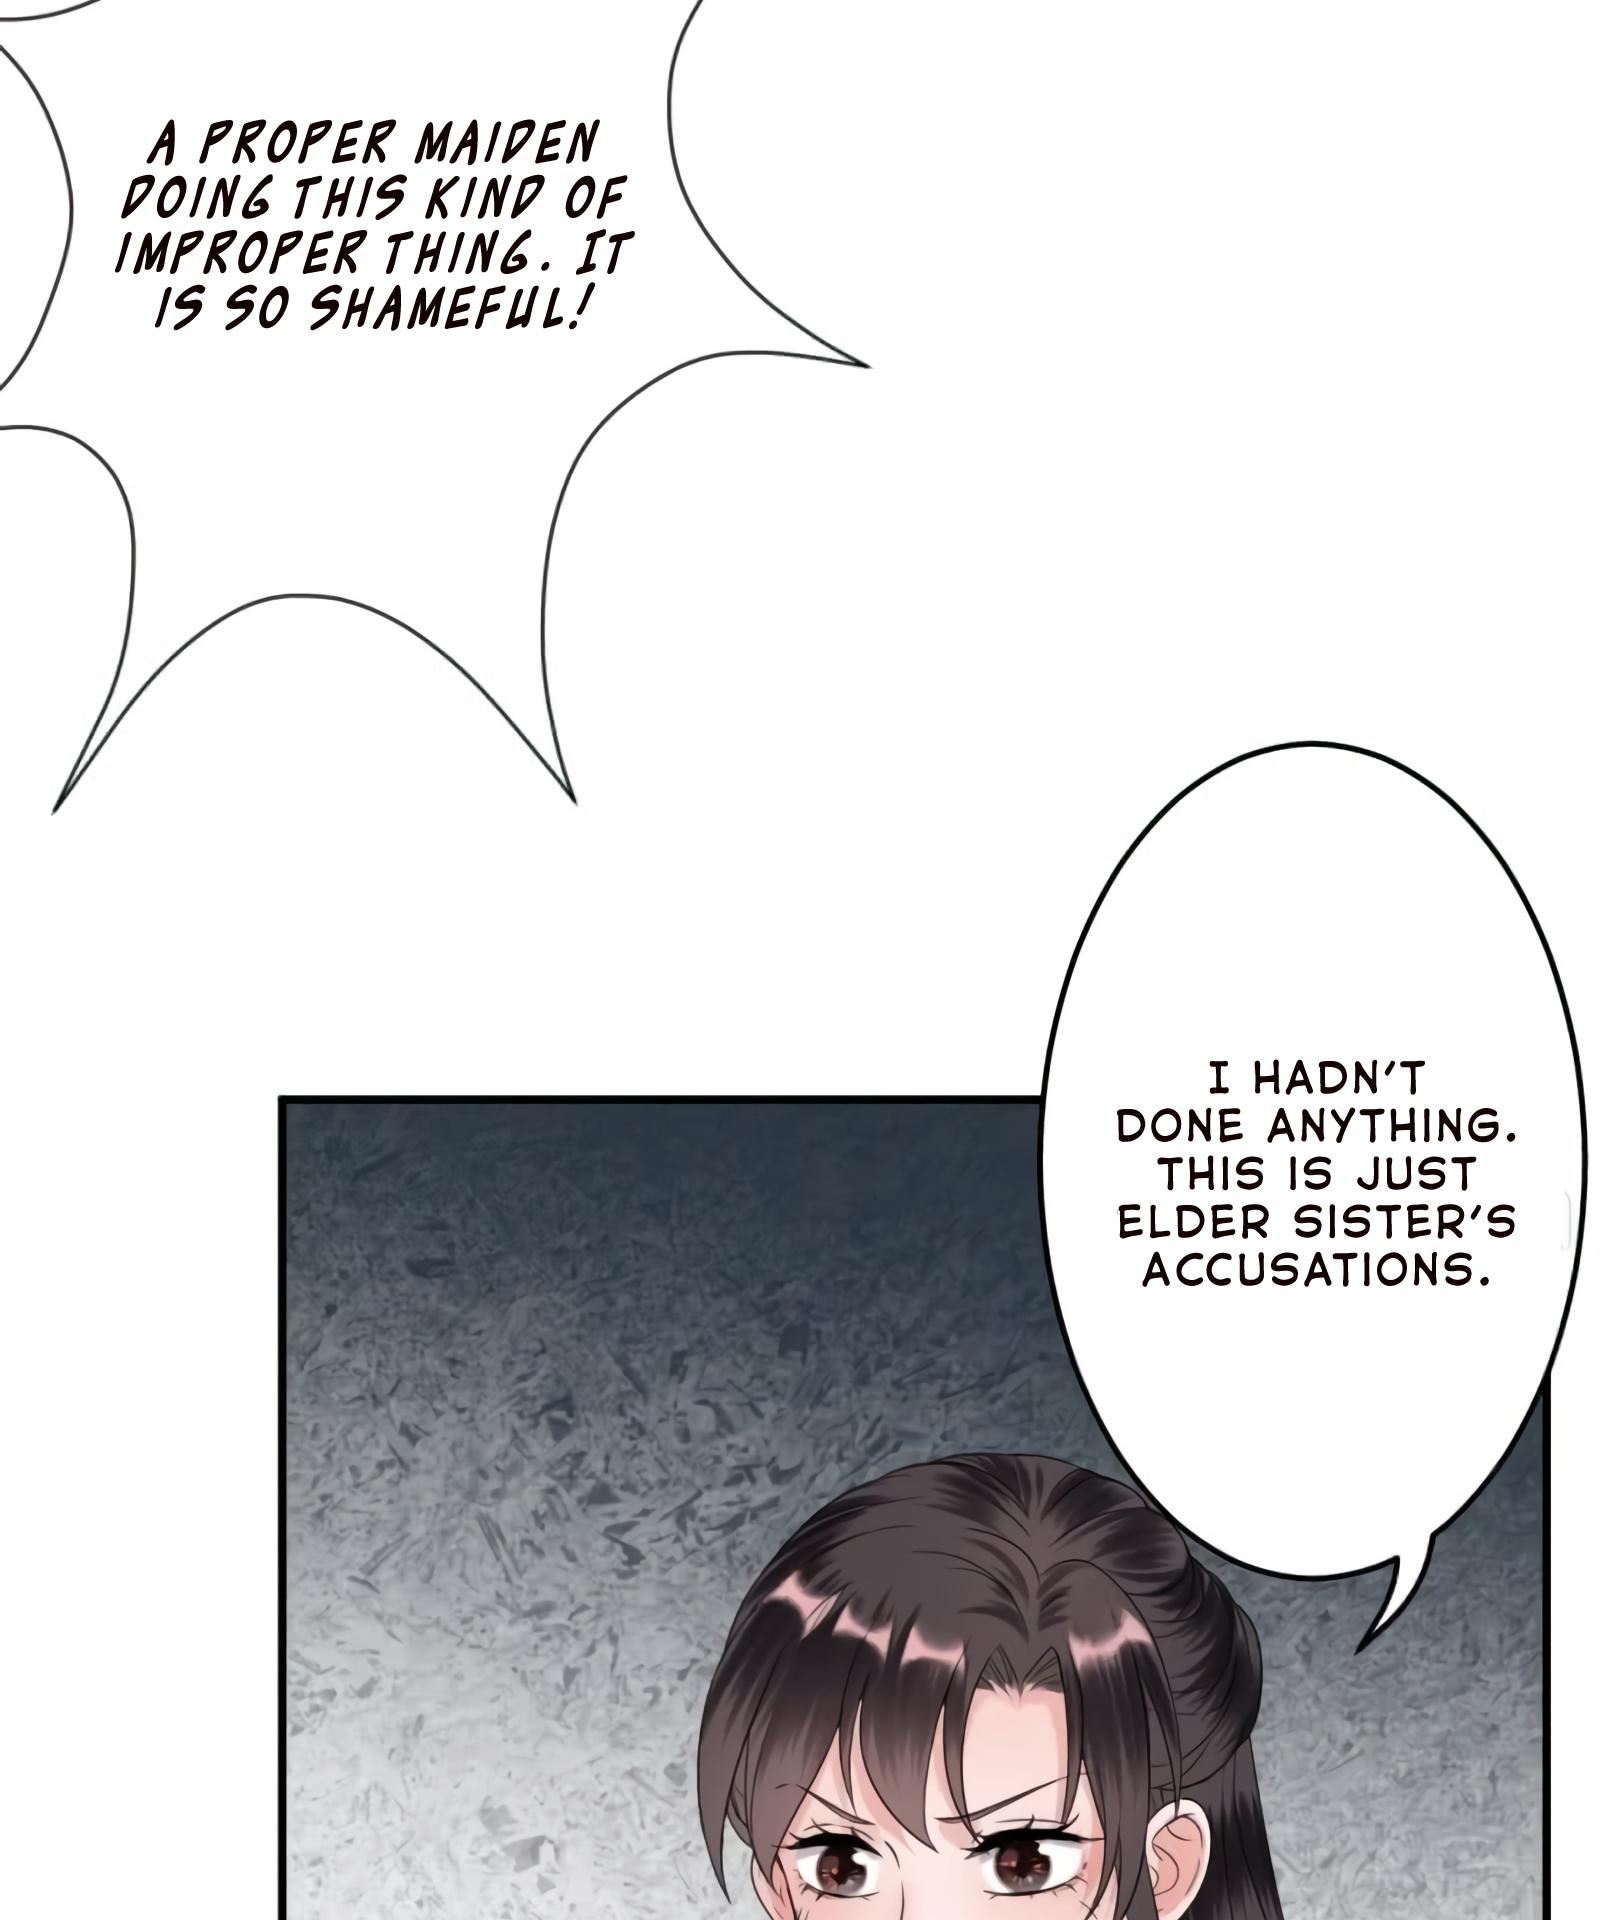 A PROPER MAIDEN
DOING THIS KIND OF
IMPROPER THING. IT
IS SO SHAMEFUL!
I HADN'T
DONE ANYTHING.
THIS IS JUST
ELDER SISTER'S
ACCUSATIONS.